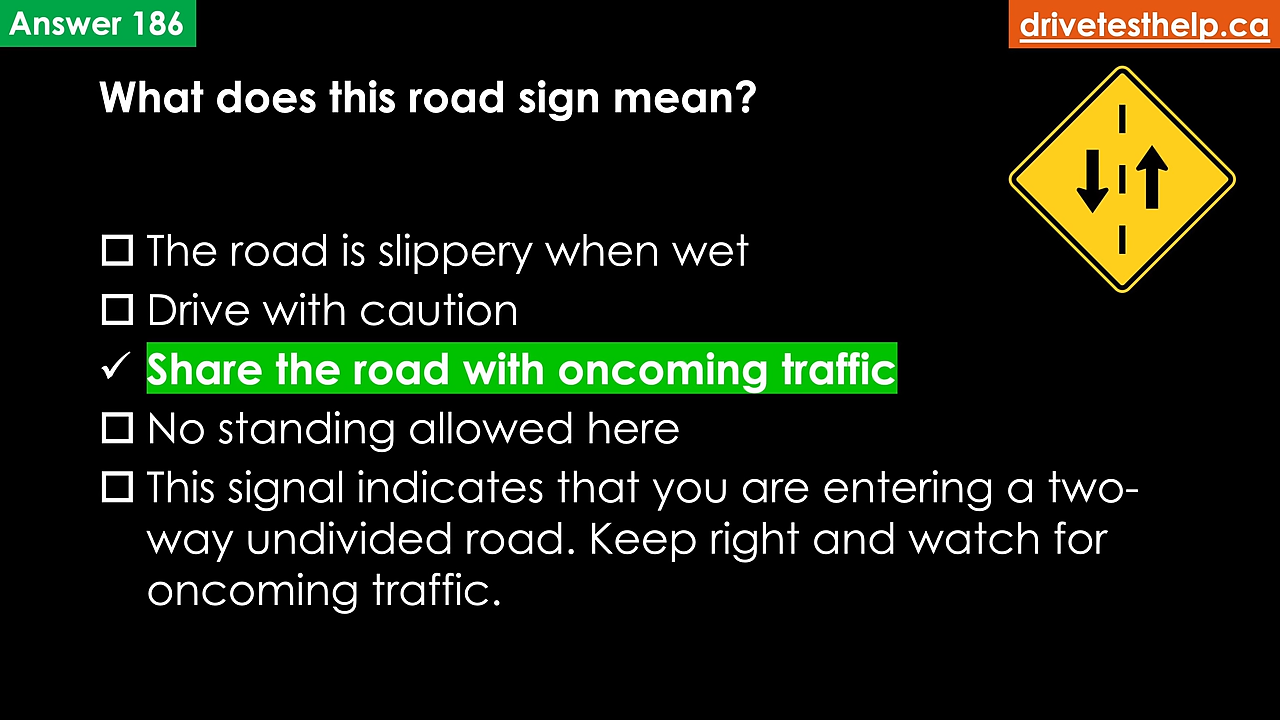 Answer 186
drivetesthelp.ca
What does this road sign mean?
The road is slippery when wet
Drive with caution
Share the road with oncoming traffic
No standing allowed here
This signal indicates that you are entering a two-
way undivided road. Keep right and watch for
oncoming traffic.